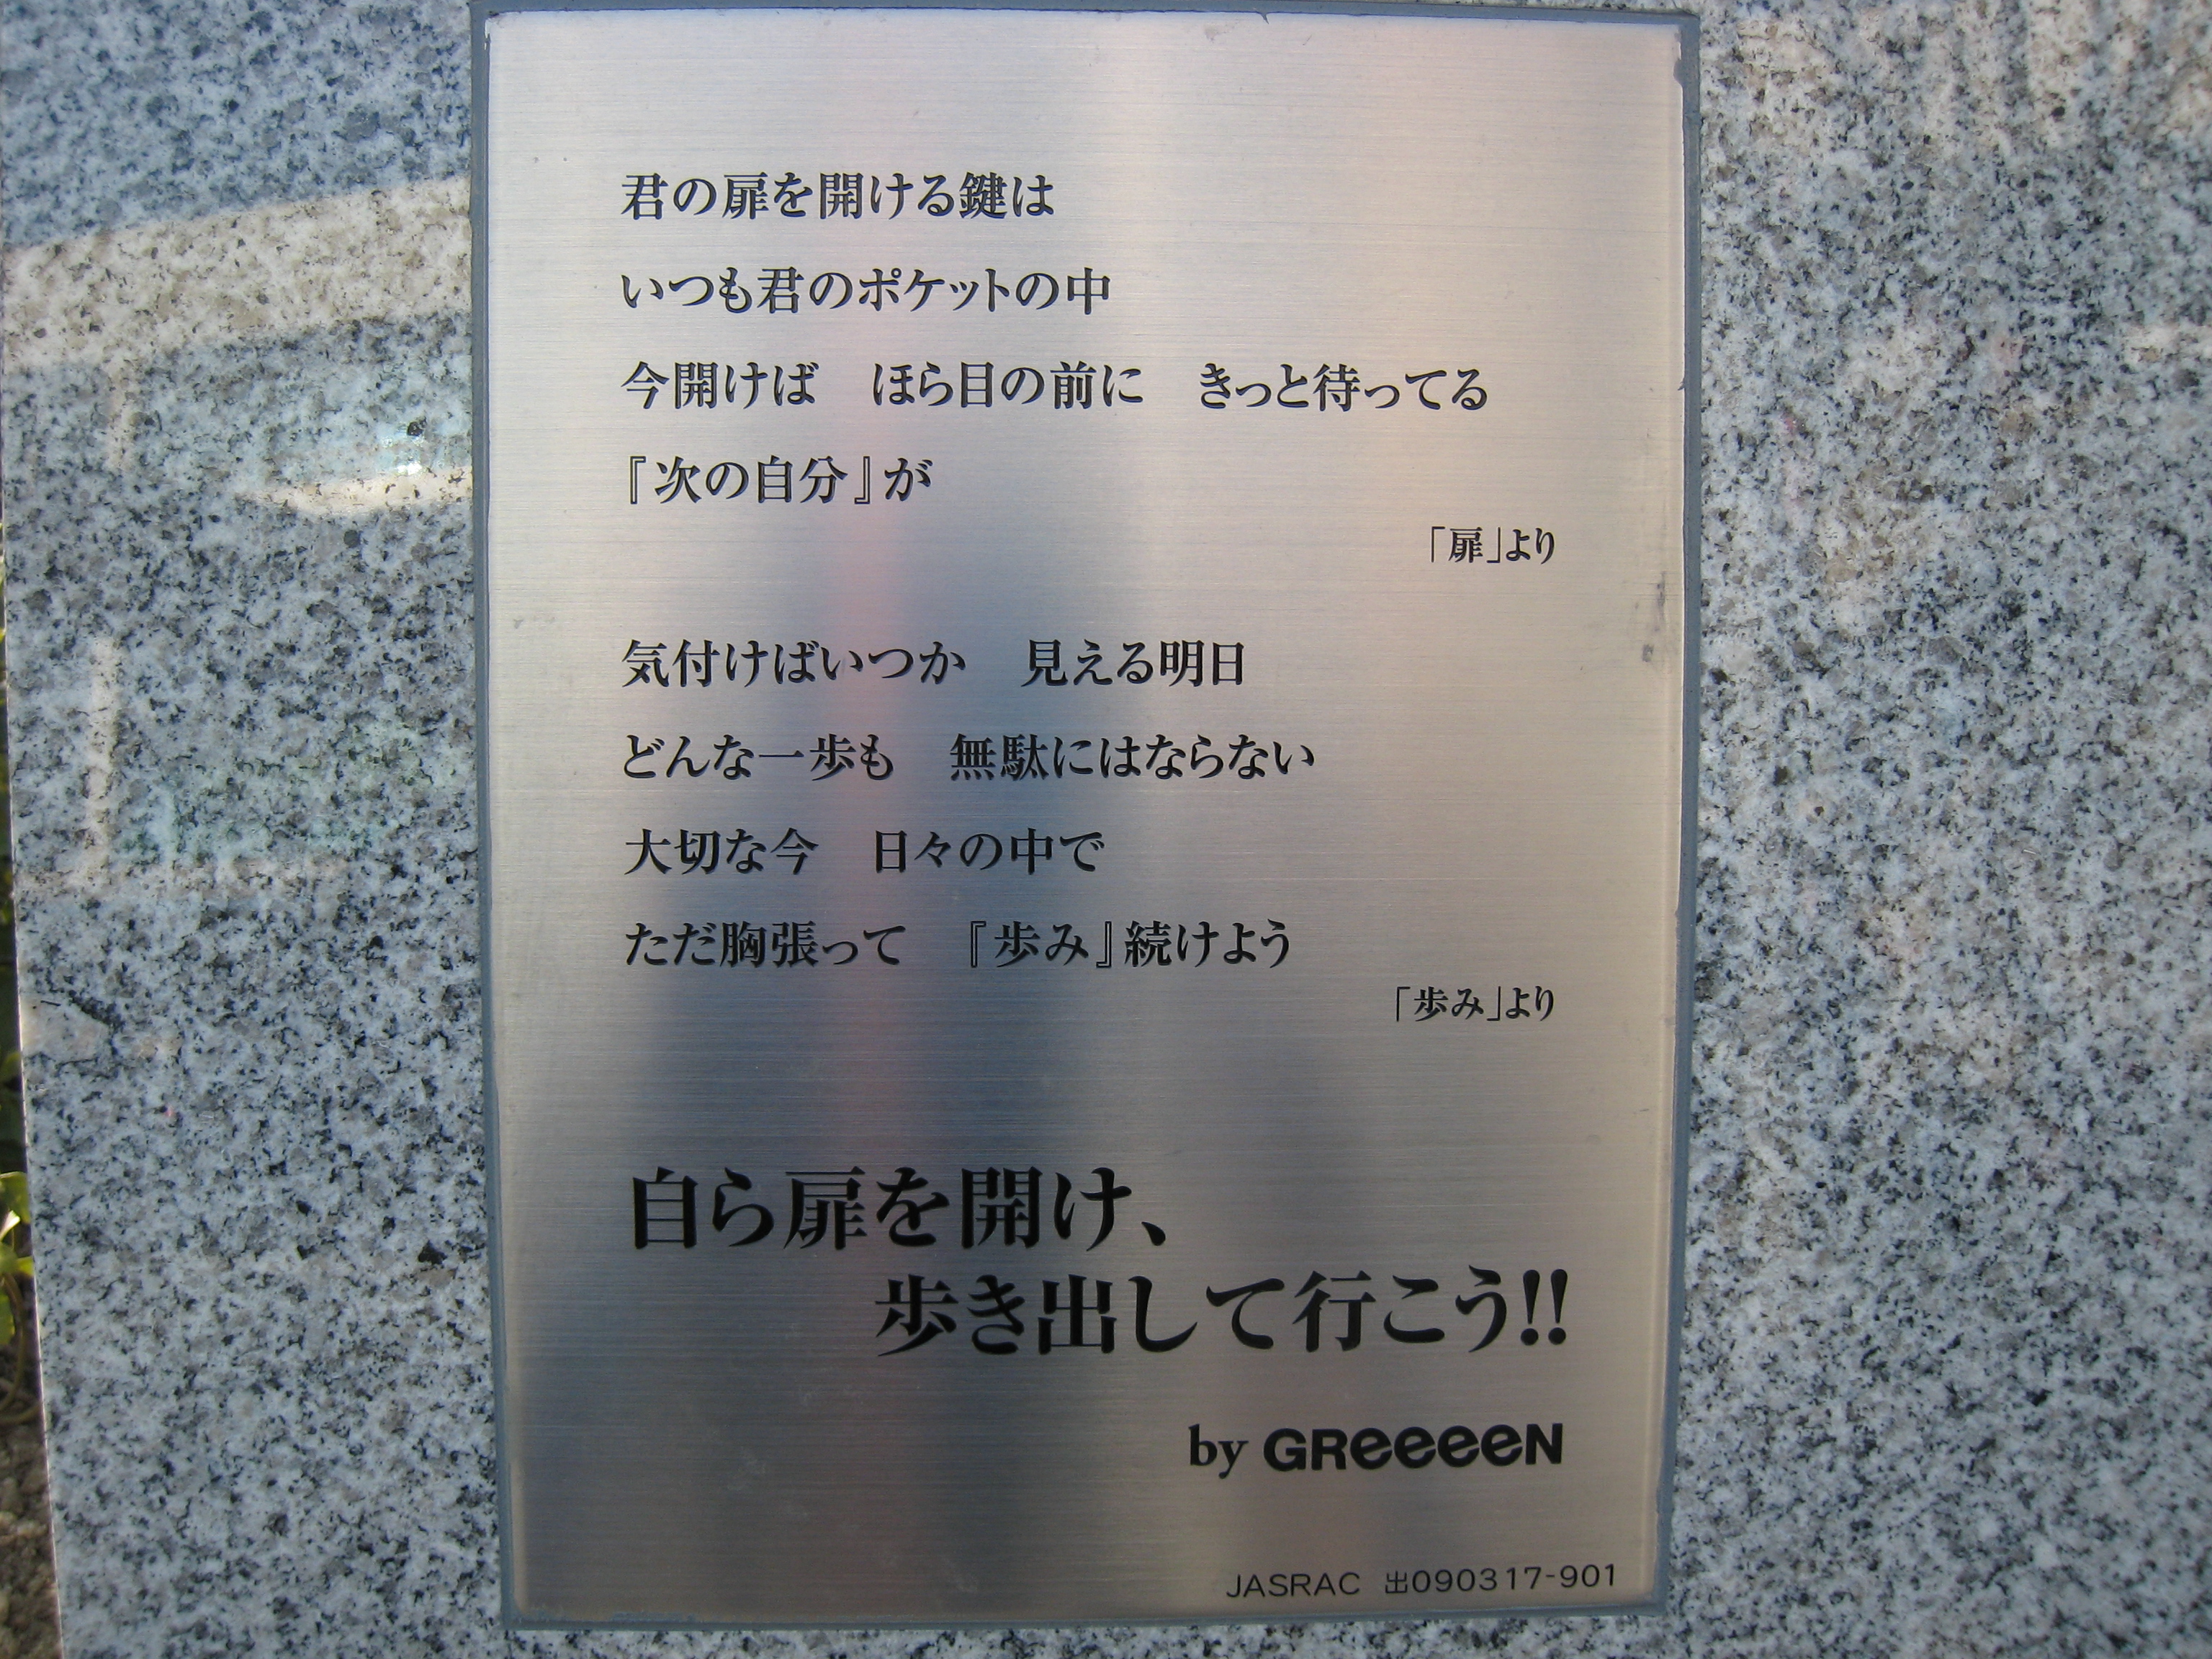 君の扉を開ける鍵は
いつも君のポケットの中
今開けば　ほら目の前に　きっと待ってる
『次の自分』が
「扉」より
気付けばいつか　見える明日
どんな一歩も　無駄にはならない
大切な今　日々の中で
ただ胸張って　『歩み』続けよう
「歩み」より
自ら扉を開け、
歩き出して行こう!!
by GReeeeN
JASRAC 出090317-901